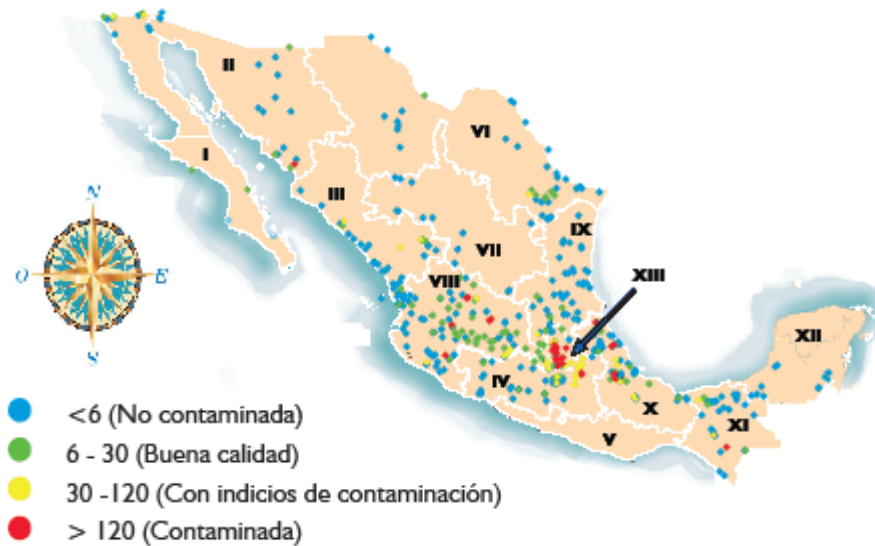 II
VI
I
III
IX
N
VII
XIII
O
E
VIII
XII
S
IV
X
XI
V
<6 (No contaminada)
6 - 30 (Buena calidad)
30 -120 (Con indicios de contaminación)
> 120 (Contaminada)